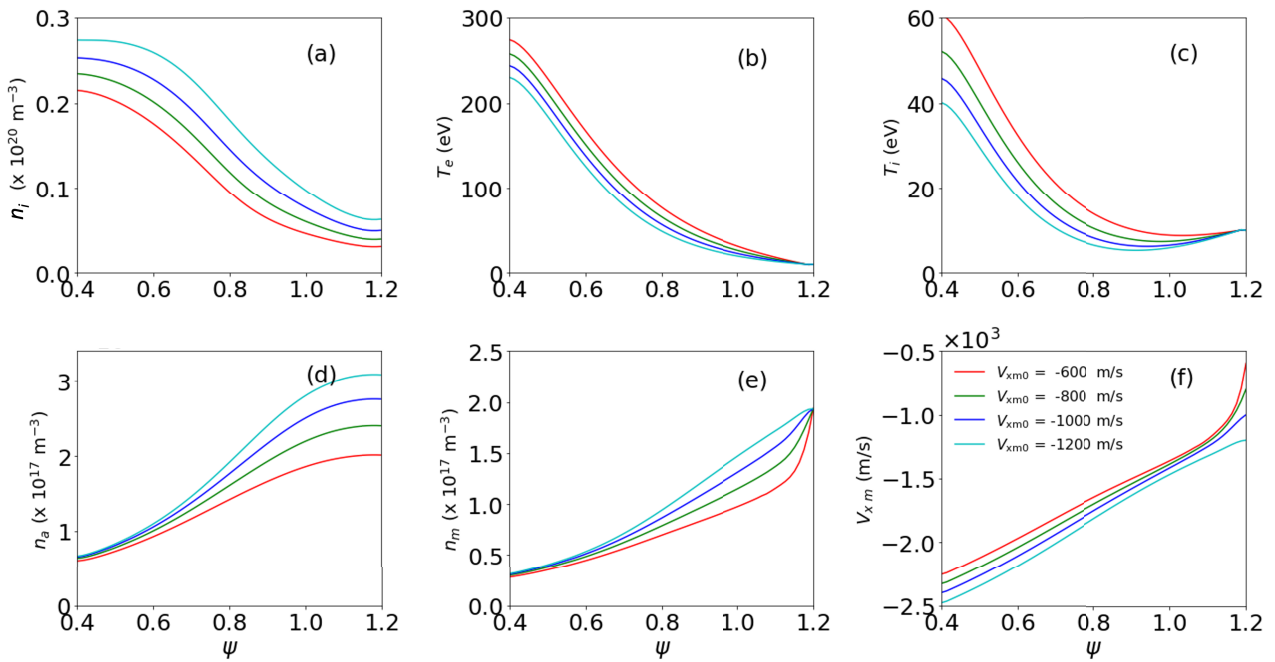 (a)
n_i (x 10^20 m^−3)
0.3
0.2
0.1
0.0
0.4 0.6 0.8 1.0 1.2
(b)
T_e (eV)
300
200
100
0
0.4 0.6 0.8 1.0 1.2
(c)
T_i (eV)
60
40
20
0
0.4 0.6 0.8 1.0 1.2
(d)
n_a (x 10^17 m^−3)
3
2
1
0
0.4 0.6 0.8 1.0 1.2
ψ
(e)
n_m (x 10^17 m^−3)
2.5
2.0
1.5
1.0
0.5
0.0
0.4 0.6 0.8 1.0 1.2
ψ
×10^3
(f)
V_x m (m/s)
−0.5
−1.0
−1.5
−2.0
−2.5
V_xm0 = -600 m/s
V_xm0 = -800 m/s
V_xm0 = -1000 m/s
V_xm0 = -1200 m/s
0.4 0.6 0.8 1.0 1.2
ψ